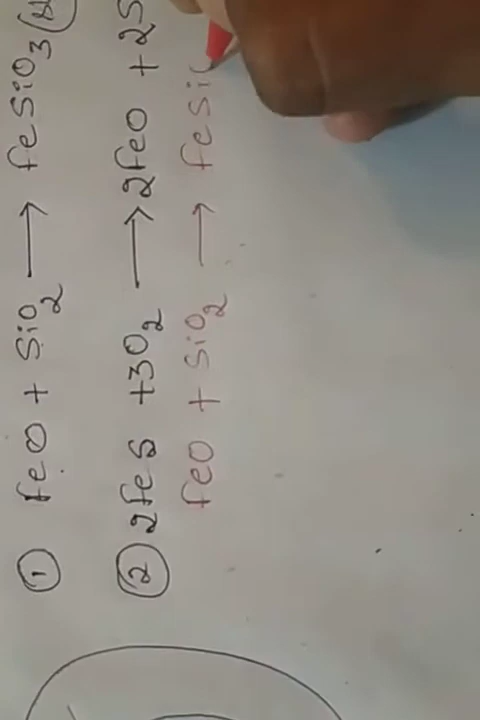 ① FeO + SiO₂ → FeSiO₃
② 2FeS + 3O₂ → 2FeO + 2S
FeO + SiO₂ → FeSi